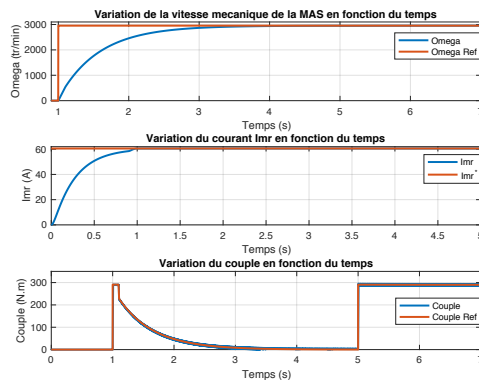 Variation de la vitesse mecanique de la MAS en fonction du temps
3000
2000
1000
0
Omega (tr/min)
Omega
Omega Ref
1 2 3 4 5 6 7
Temps (s)
Variation du courant Imr en fonction du temps
60
40
20
0
Imr (A)
Imr
Imr*
0 0.5 1 1.5 2 2.5 3 3.5 4 4.5 5
Temps (s)
Variation du couple en fonction du temps
300
200
100
0
Couple (N.m)
Couple
Couple Ref
0 1 2 3 4 5 6 7
Temps (s)